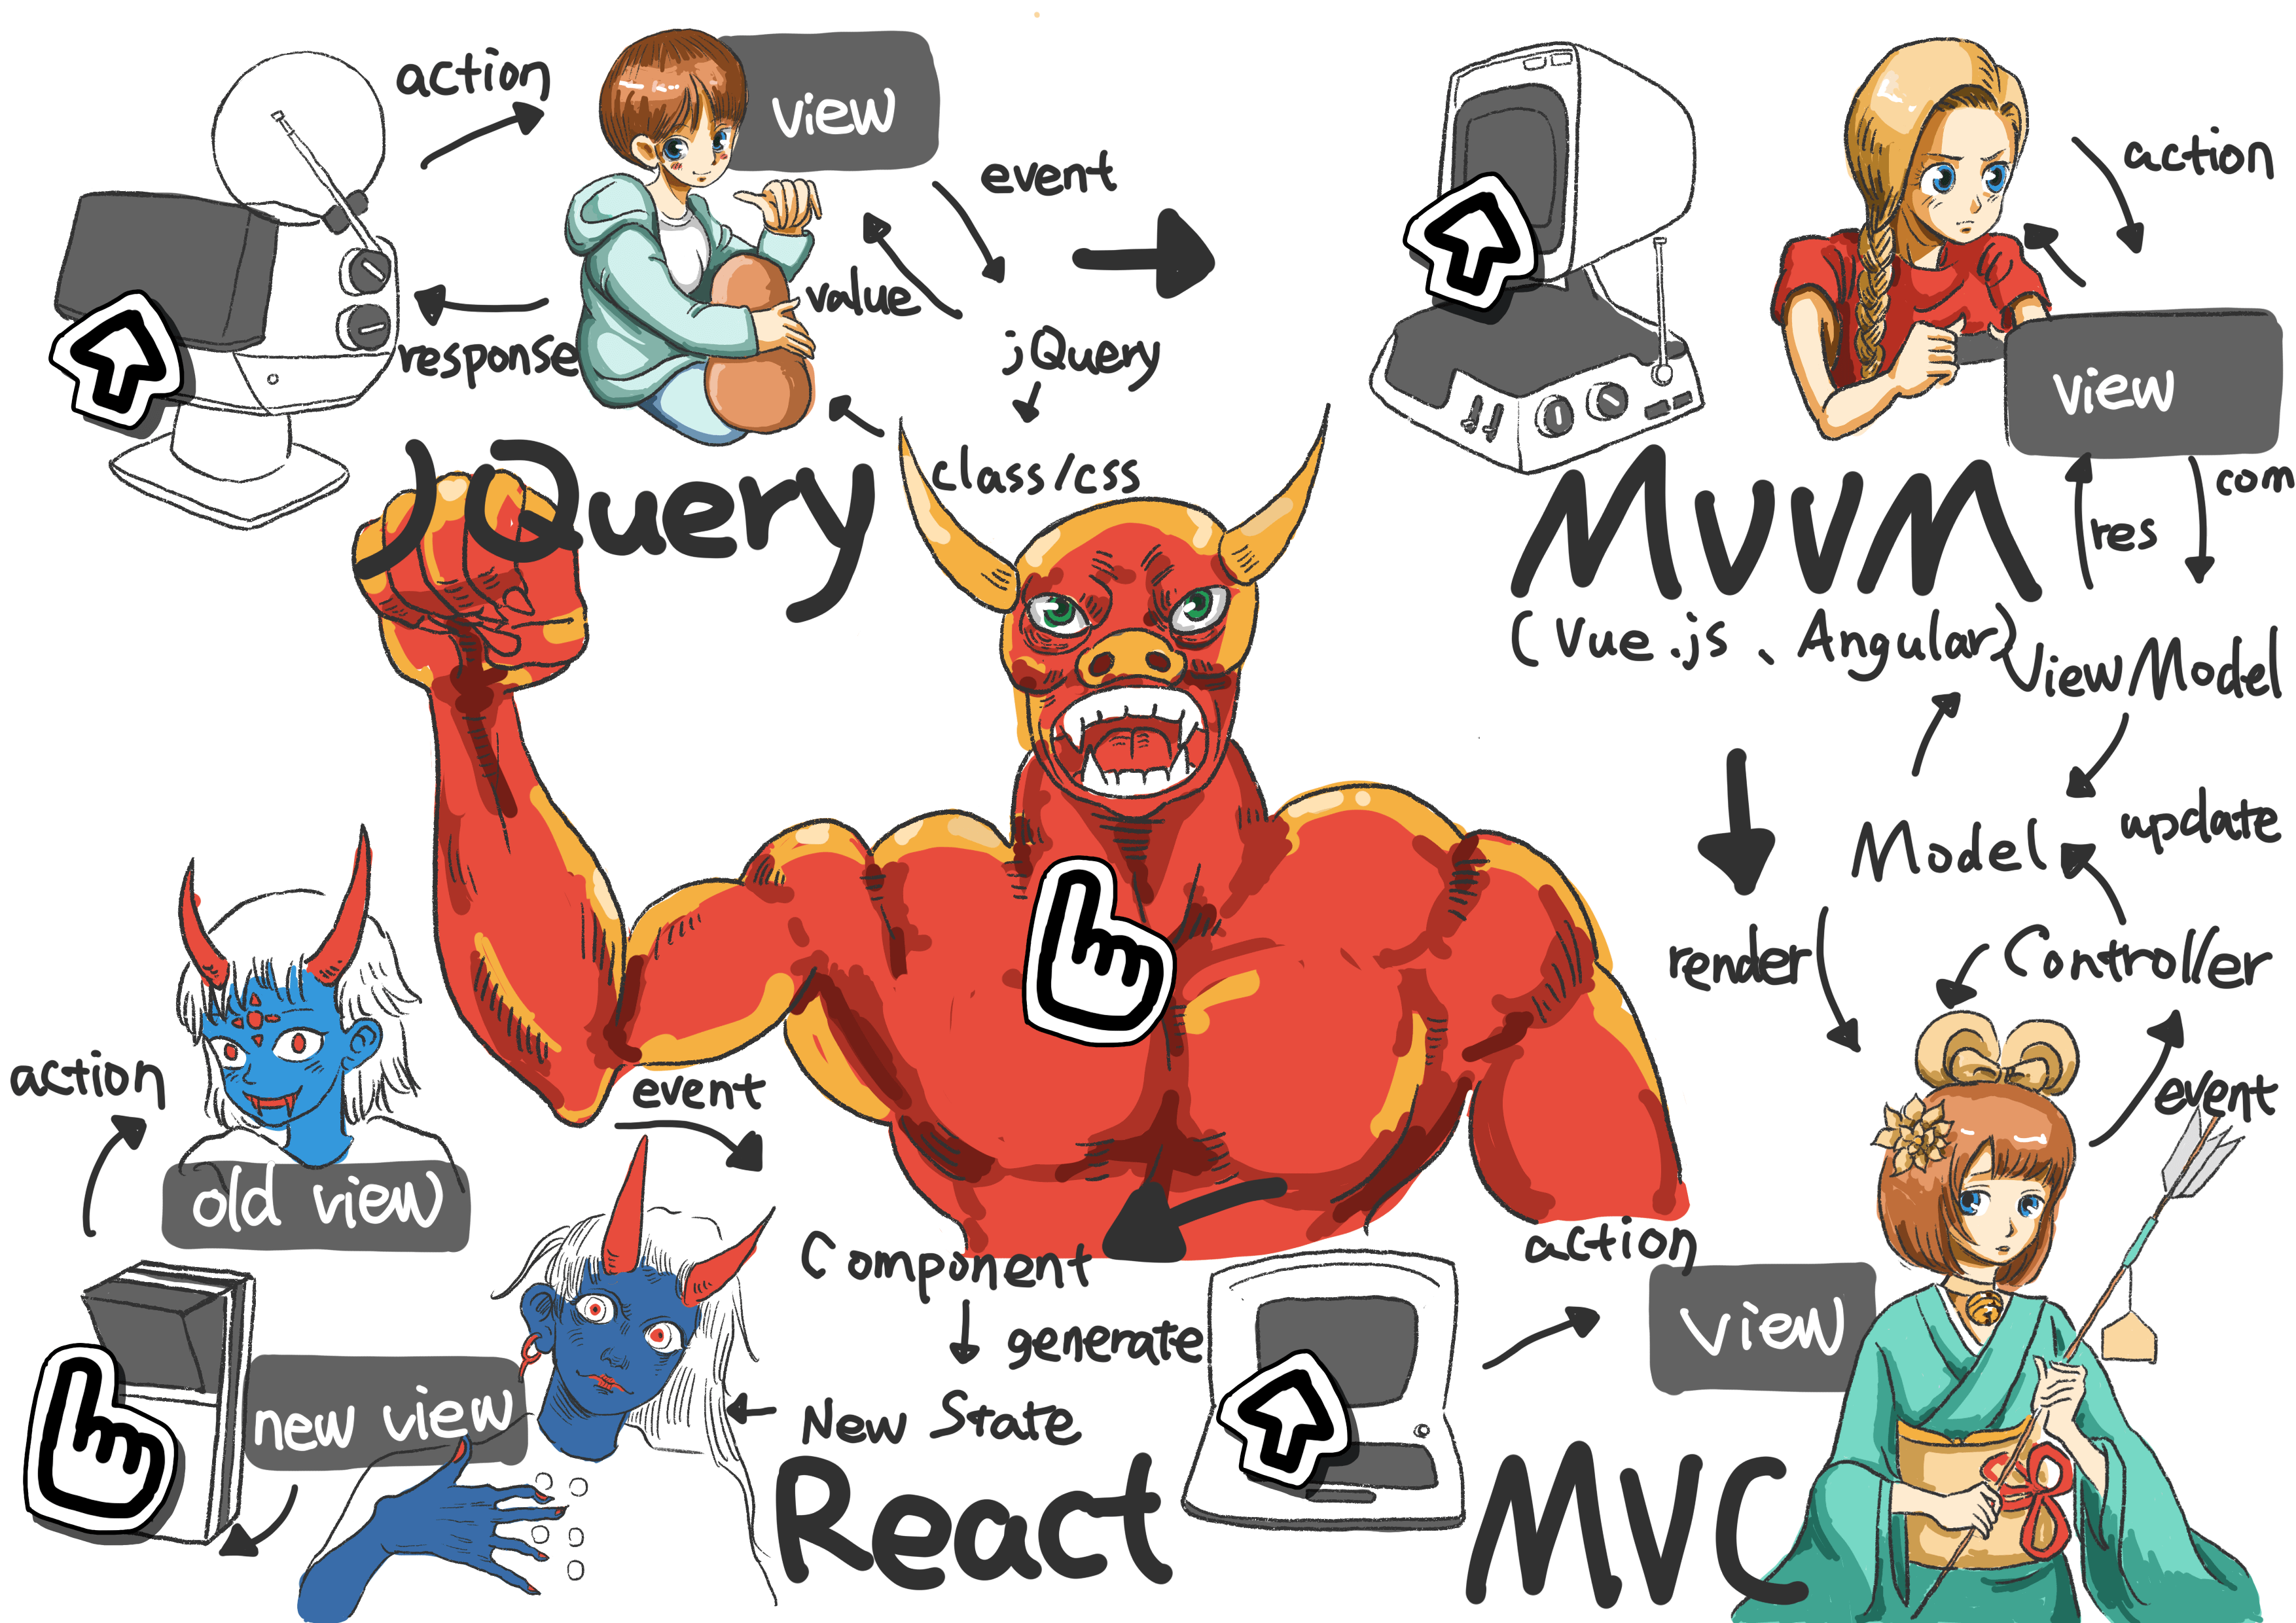 action
view
event
value
response
jQuery
class/css
JQuery
action
view
com
res
MVVM
(Vue.js、Angular)
ViewModel
update
Model
render
Controller
event
action
view
MVC
action
old view
event
Component
generate
new view
New State
React